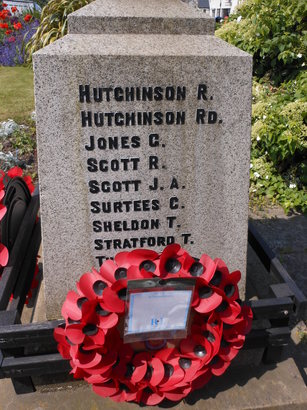 HUTCHINSON R.
HUTCHINSON RD.
JONES G.
SCOTT R.
SCOTT J. A.
SURTEES C.
SHELDON T.
STRATFORD T.